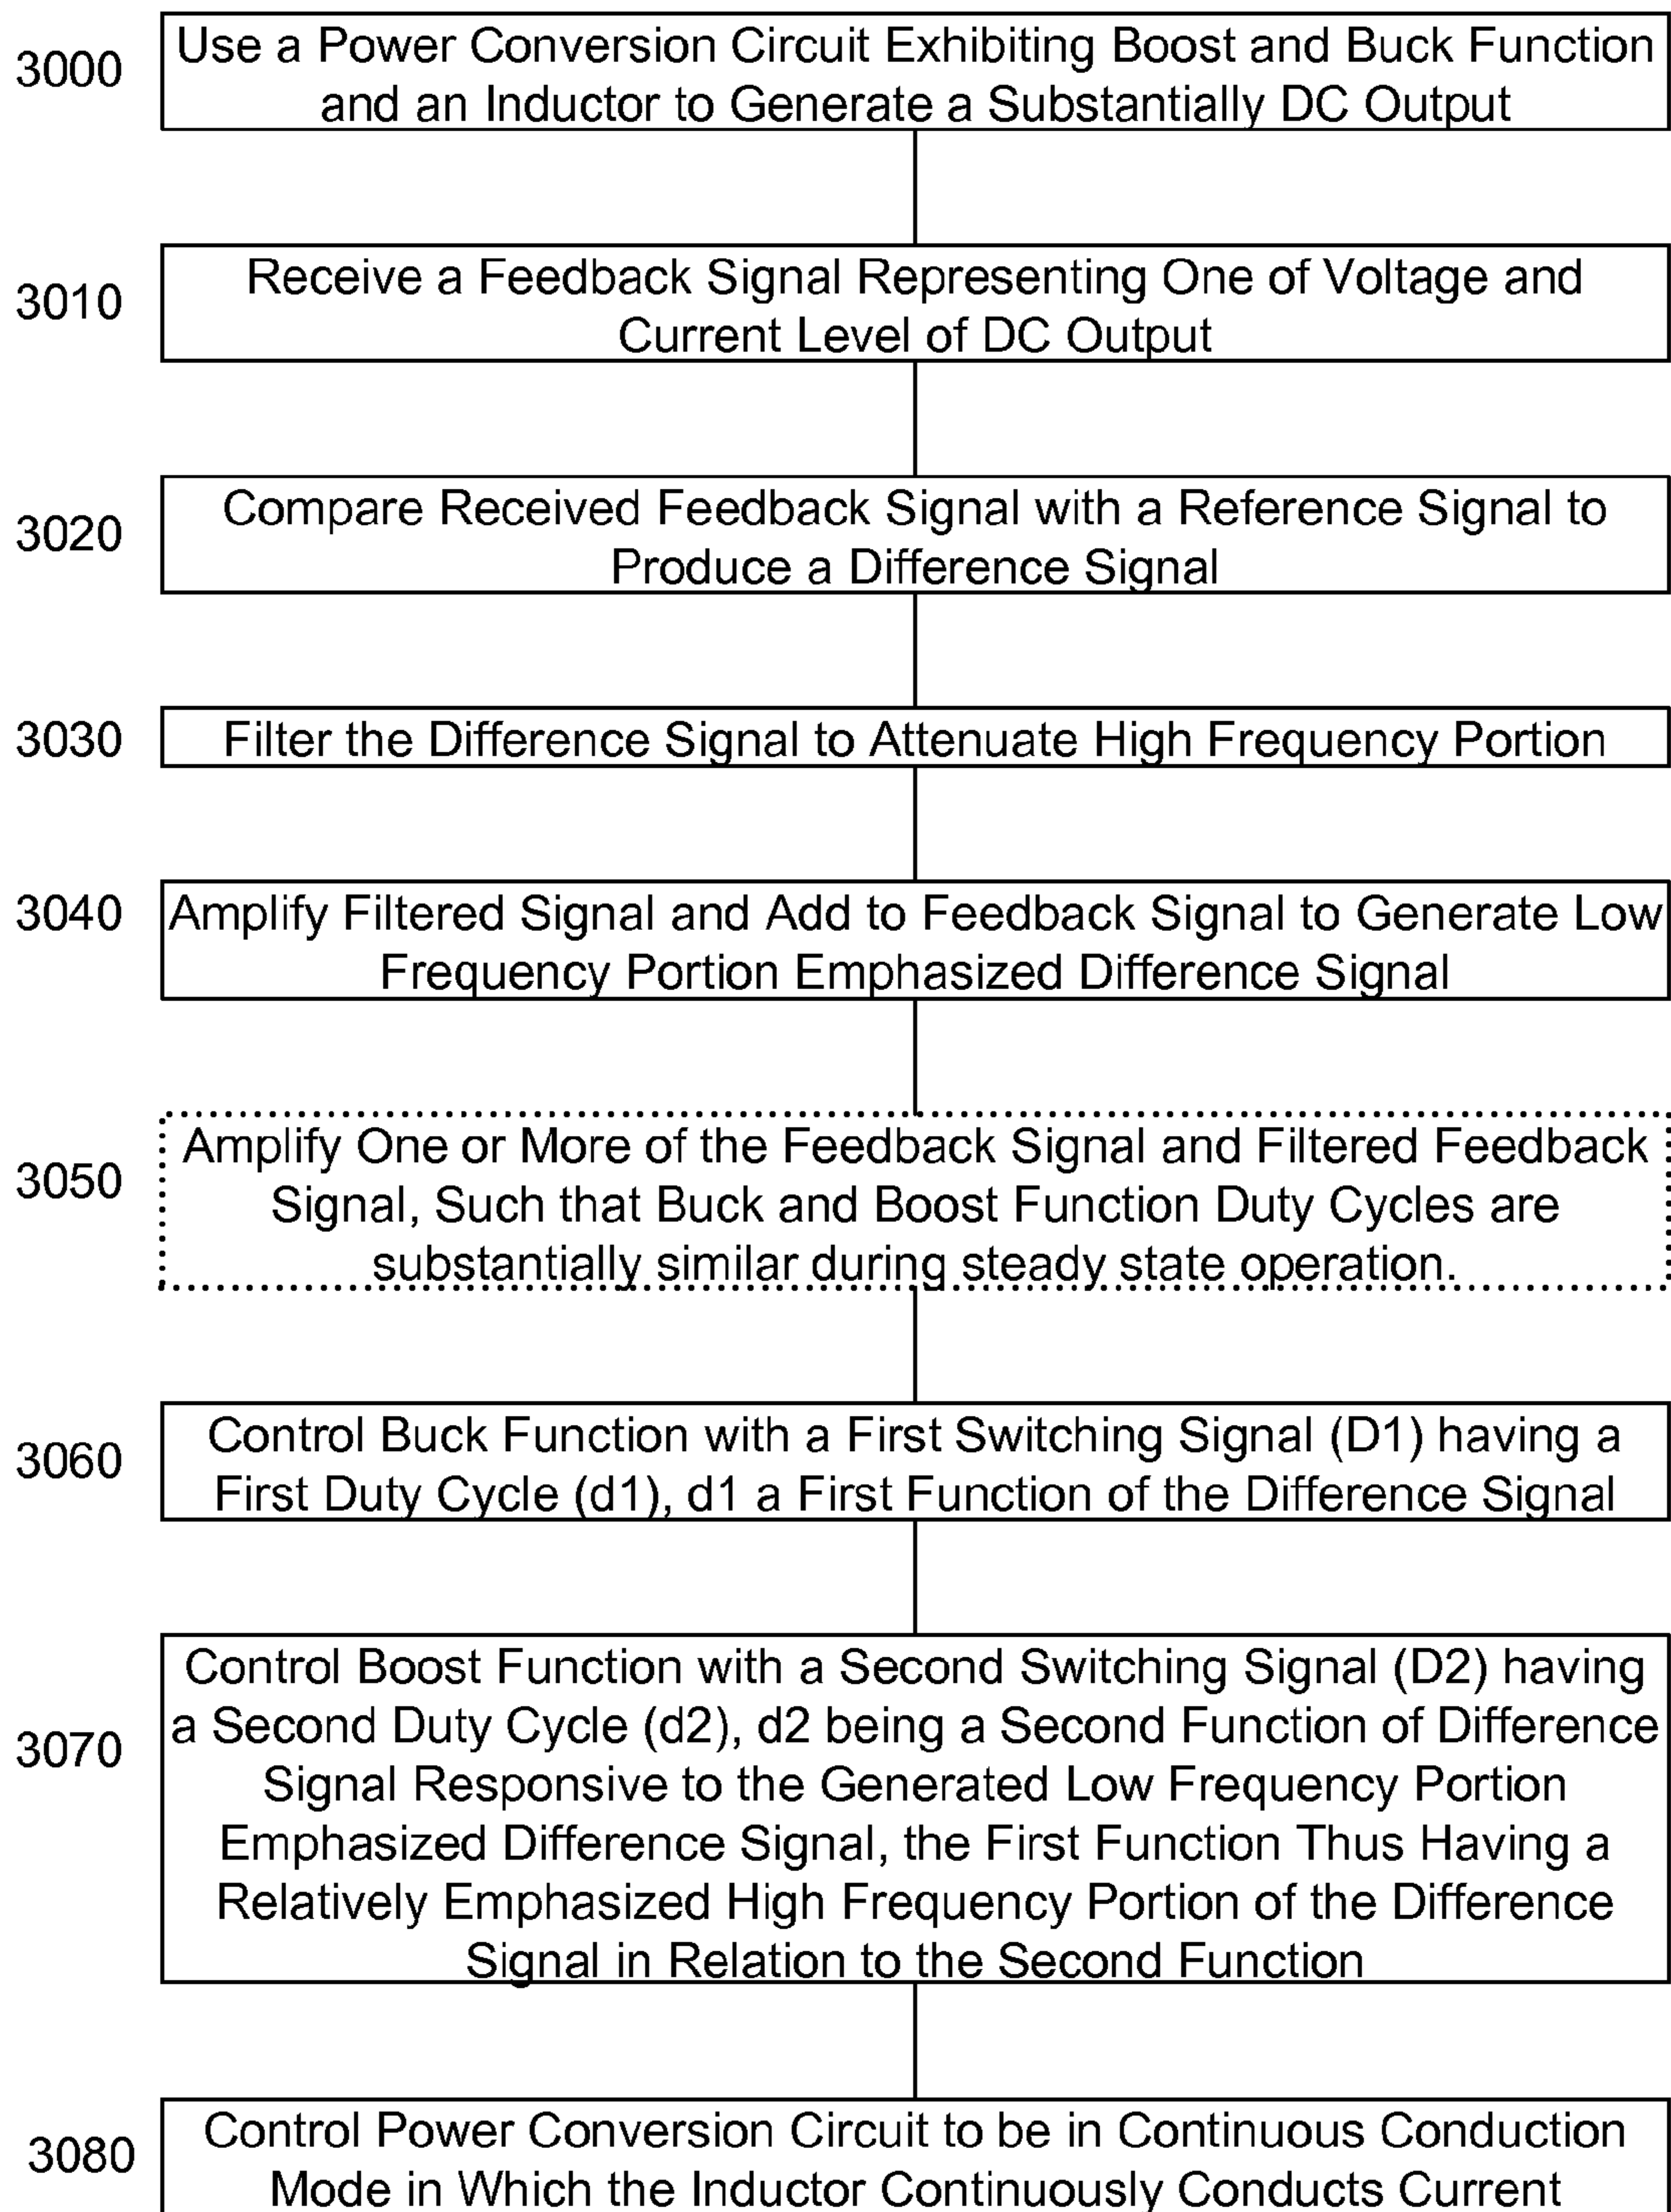 3000
Use a Power Conversion Circuit Exhibiting Boost and Buck Function
and an Inductor to Generate a Substantially DC Output
3010
Receive a Feedback Signal Representing One of Voltage and
Current Level of DC Output
3020
Compare Received Feedback Signal with a Reference Signal to
Produce a Difference Signal
3030
Filter the Difference Signal to Attenuate High Frequency Portion
3040
Amplify Filtered Signal and Add to Feedback Signal to Generate Low
Frequency Portion Emphasized Difference Signal
3050
Amplify One or More of the Feedback Signal and Filtered Feedback
Signal, Such that Buck and Boost Function Duty Cycles are
substantially similar during steady state operation.
3060
Control Buck Function with a First Switching Signal (D1) having a
First Duty Cycle (d1), d1 a First Function of the Difference Signal
3070
Control Boost Function with a Second Switching Signal (D2) having
a Second Duty Cycle (d2), d2 being a Second Function of Difference
Signal Responsive to the Generated Low Frequency Portion
Emphasized Difference Signal, the First Function Thus Having a
Relatively Emphasized High Frequency Portion of the Difference
Signal in Relation to the Second Function
3080
Control Power Conversion Circuit to be in Continuous Conduction
Mode in Which the Inductor Continuously Conducts Current